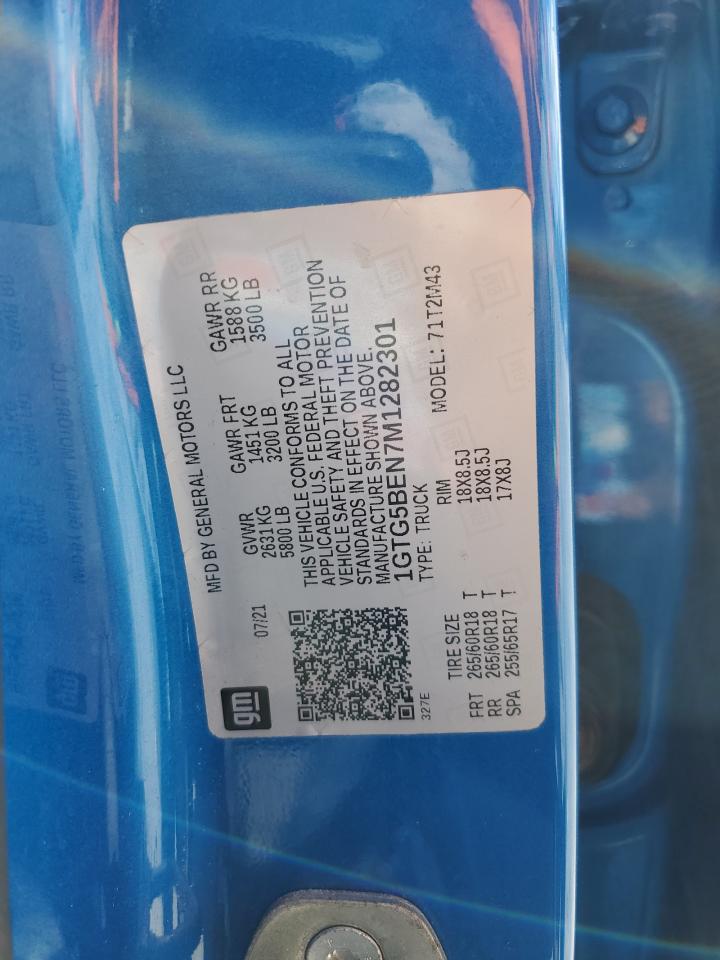 gm
MFD BY GENERAL MOTORS LLC
07/21
GVWR GAWR FRT GAWR RR
2631 KG 1451 KG 1588 KG
5800 LB 3200 LB 3500 LB
THIS VEHICLE CONFORMS TO ALL
APPLICABLE U.S. FEDERAL MOTOR
VEHICLE SAFETY AND THEFT PREVENTION
STANDARDS IN EFFECT ON THE DATE OF
MANUFACTURE SHOWN ABOVE.
1GTG5BEN7M1282301
327E
TYPE: TRUCK MODEL: 71T2M43
TIRE SIZE RIM
FRT 265/60R18 T 18X8.5J
RR 265/60R18 T 18X8.5J
SPA 255/65R17 T 17X8J